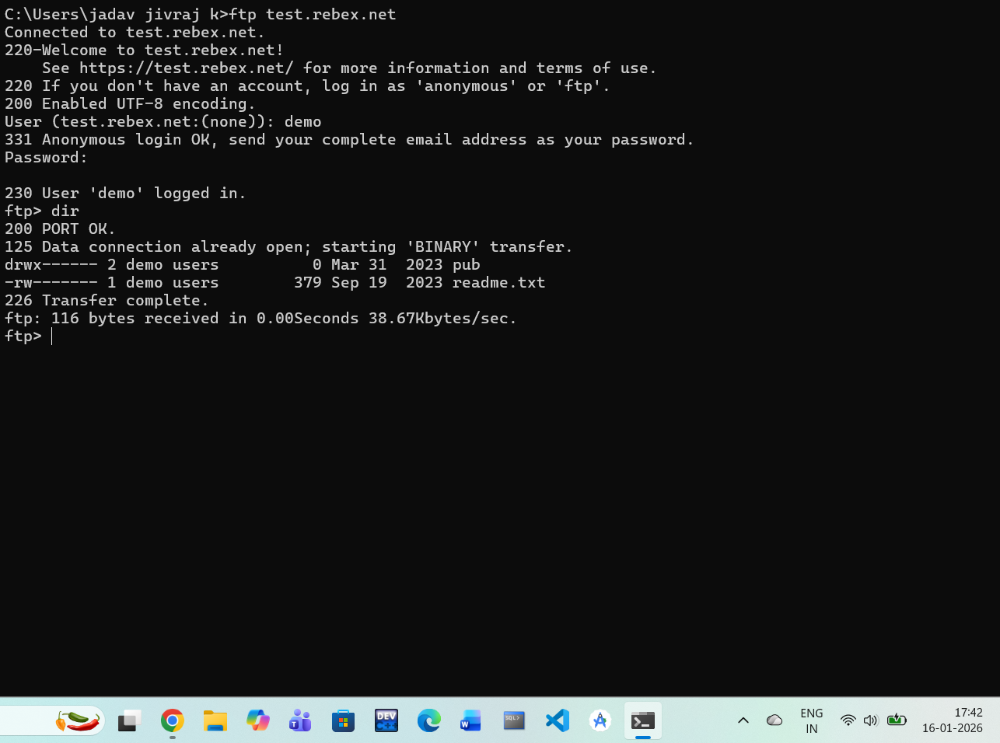 C:\Users\jadav jivraj k>ftp test.rebex.net
Connected to test.rebex.net.
220-Welcome to test.rebex.net!
    See https://test.rebex.net/ for more information and terms of use.
220 If you don't have an account, log in as 'anonymous' or 'ftp'.
200 Enabled UTF-8 encoding.
User (test.rebex.net:(none)): demo
331 Anonymous login OK, send your complete email address as your password.
Password:

230 User 'demo' logged in.
ftp> dir
200 PORT OK.
125 Data connection already open; starting 'BINARY' transfer.
drwx------ 2 demo users          0 Mar 31  2023 pub
-rw------- 1 demo users        379 Sep 19  2023 readme.txt
226 Transfer complete.
ftp: 116 bytes received in 0.00Seconds 38.67Kbytes/sec.
ftp>
T
DEV
C++
W
SQL>
A
ENG
IN
17:42
16-01-2026